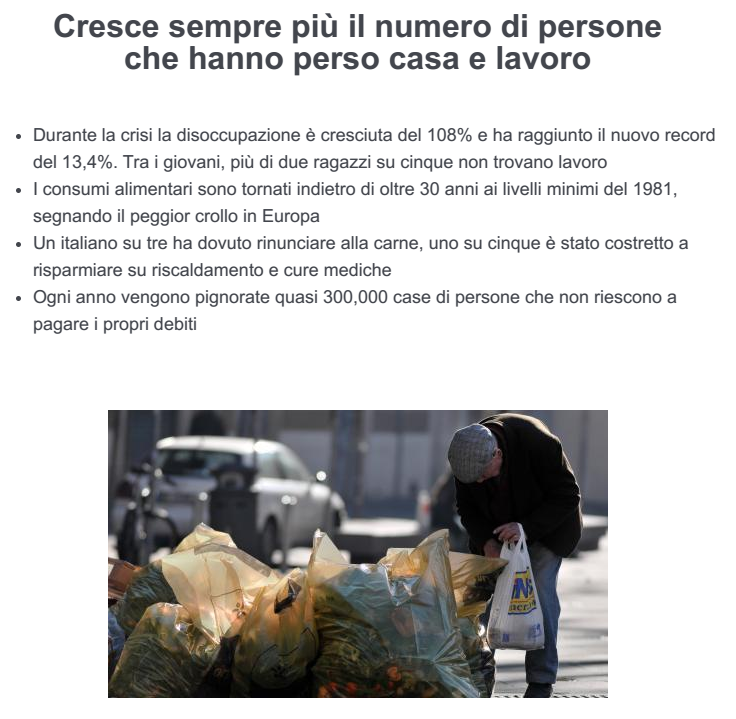 Cresce sempre più il numero di persone
che hanno perso casa e lavoro
• Durante la crisi la disoccupazione è cresciuta del 108% e ha raggiunto il nuovo record
del 13,4%. Tra i giovani, più di due ragazzi su cinque non trovano lavoro
• I consumi alimentari sono tornati indietro di oltre 30 anni ai livelli minimi del 1981,
segnando il peggior crollo in Europa
• Un italiano su tre ha dovuto rinunciare alla carne, uno su cinque è stato costretto a
risparmiare su riscaldamento e cure mediche
• Ogni anno vengono pignorate quasi 300,000 case di persone che non riescono a
pagare i propri debiti